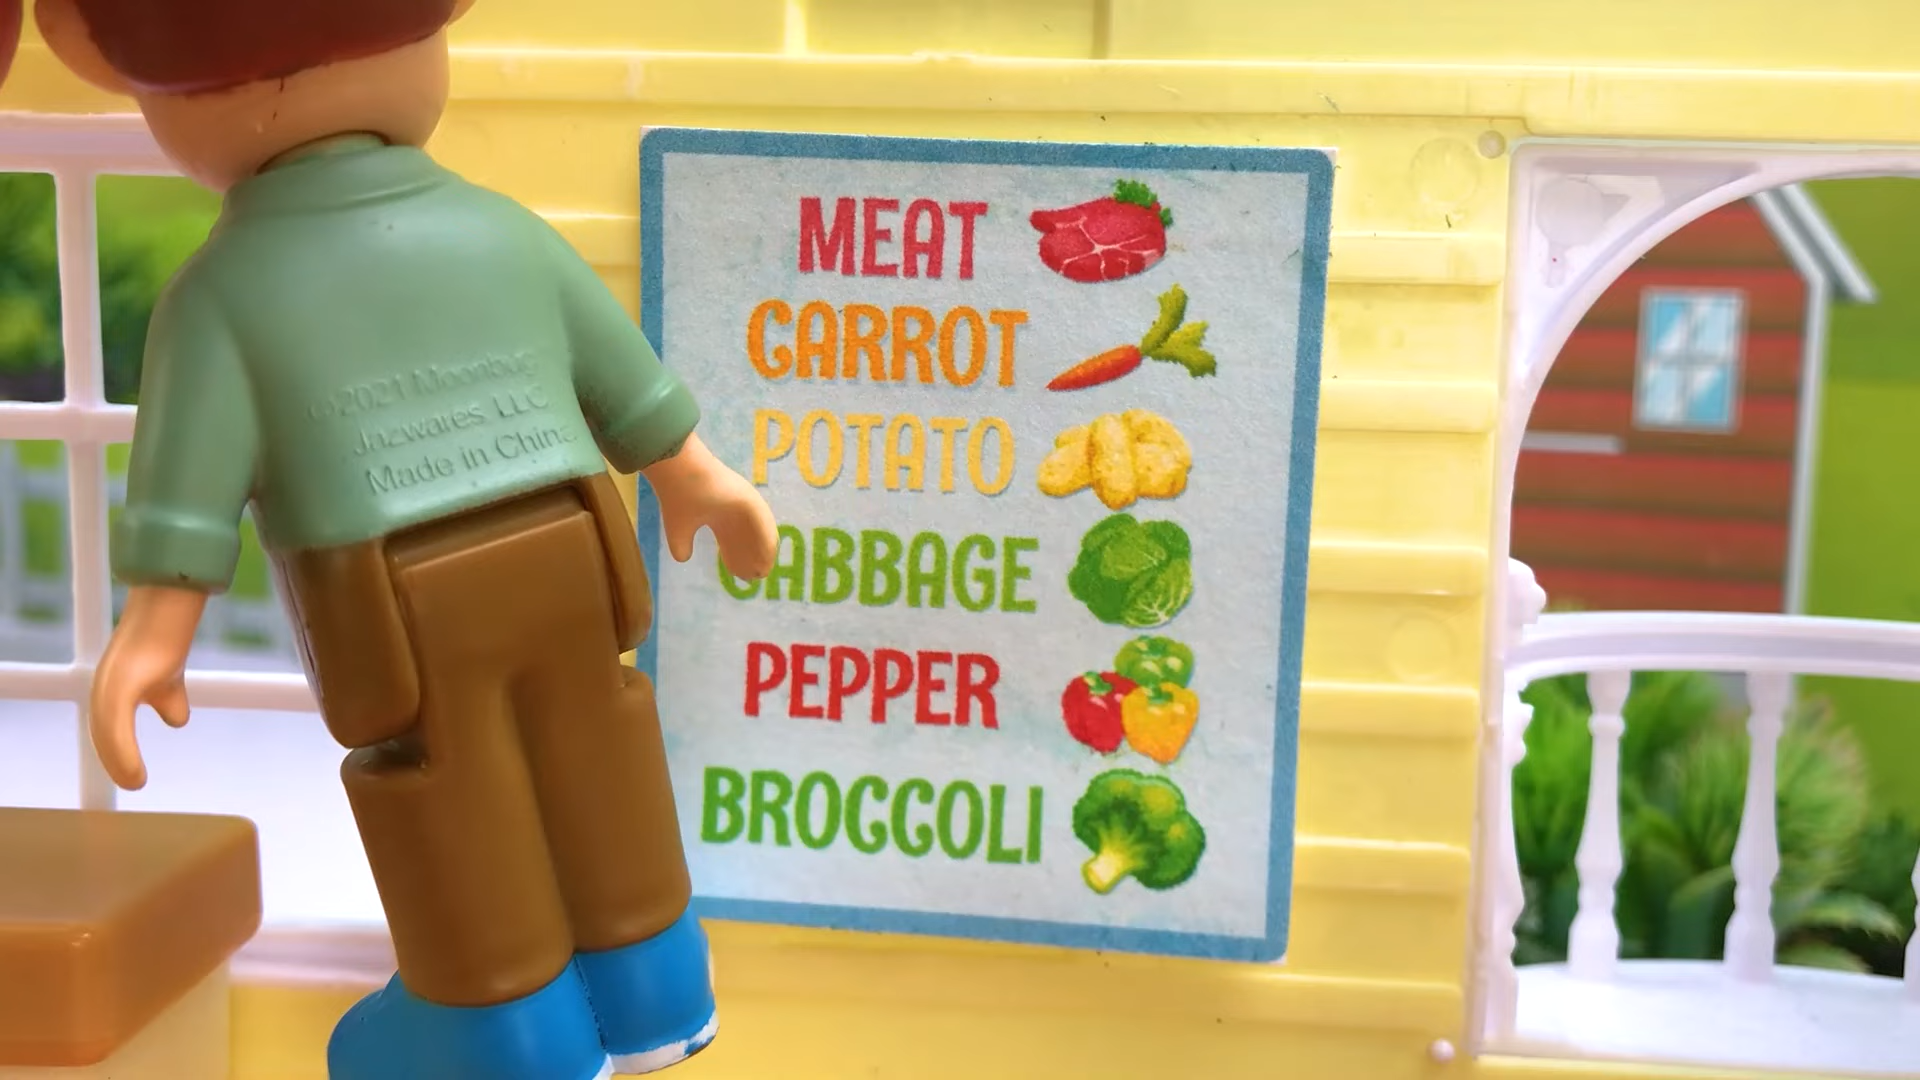 ©2021 Moonbug
Jazwares LLC
Made in China
MEAT
CARROT
POTATO
CABBAGE
PEPPER
BROCCOLI